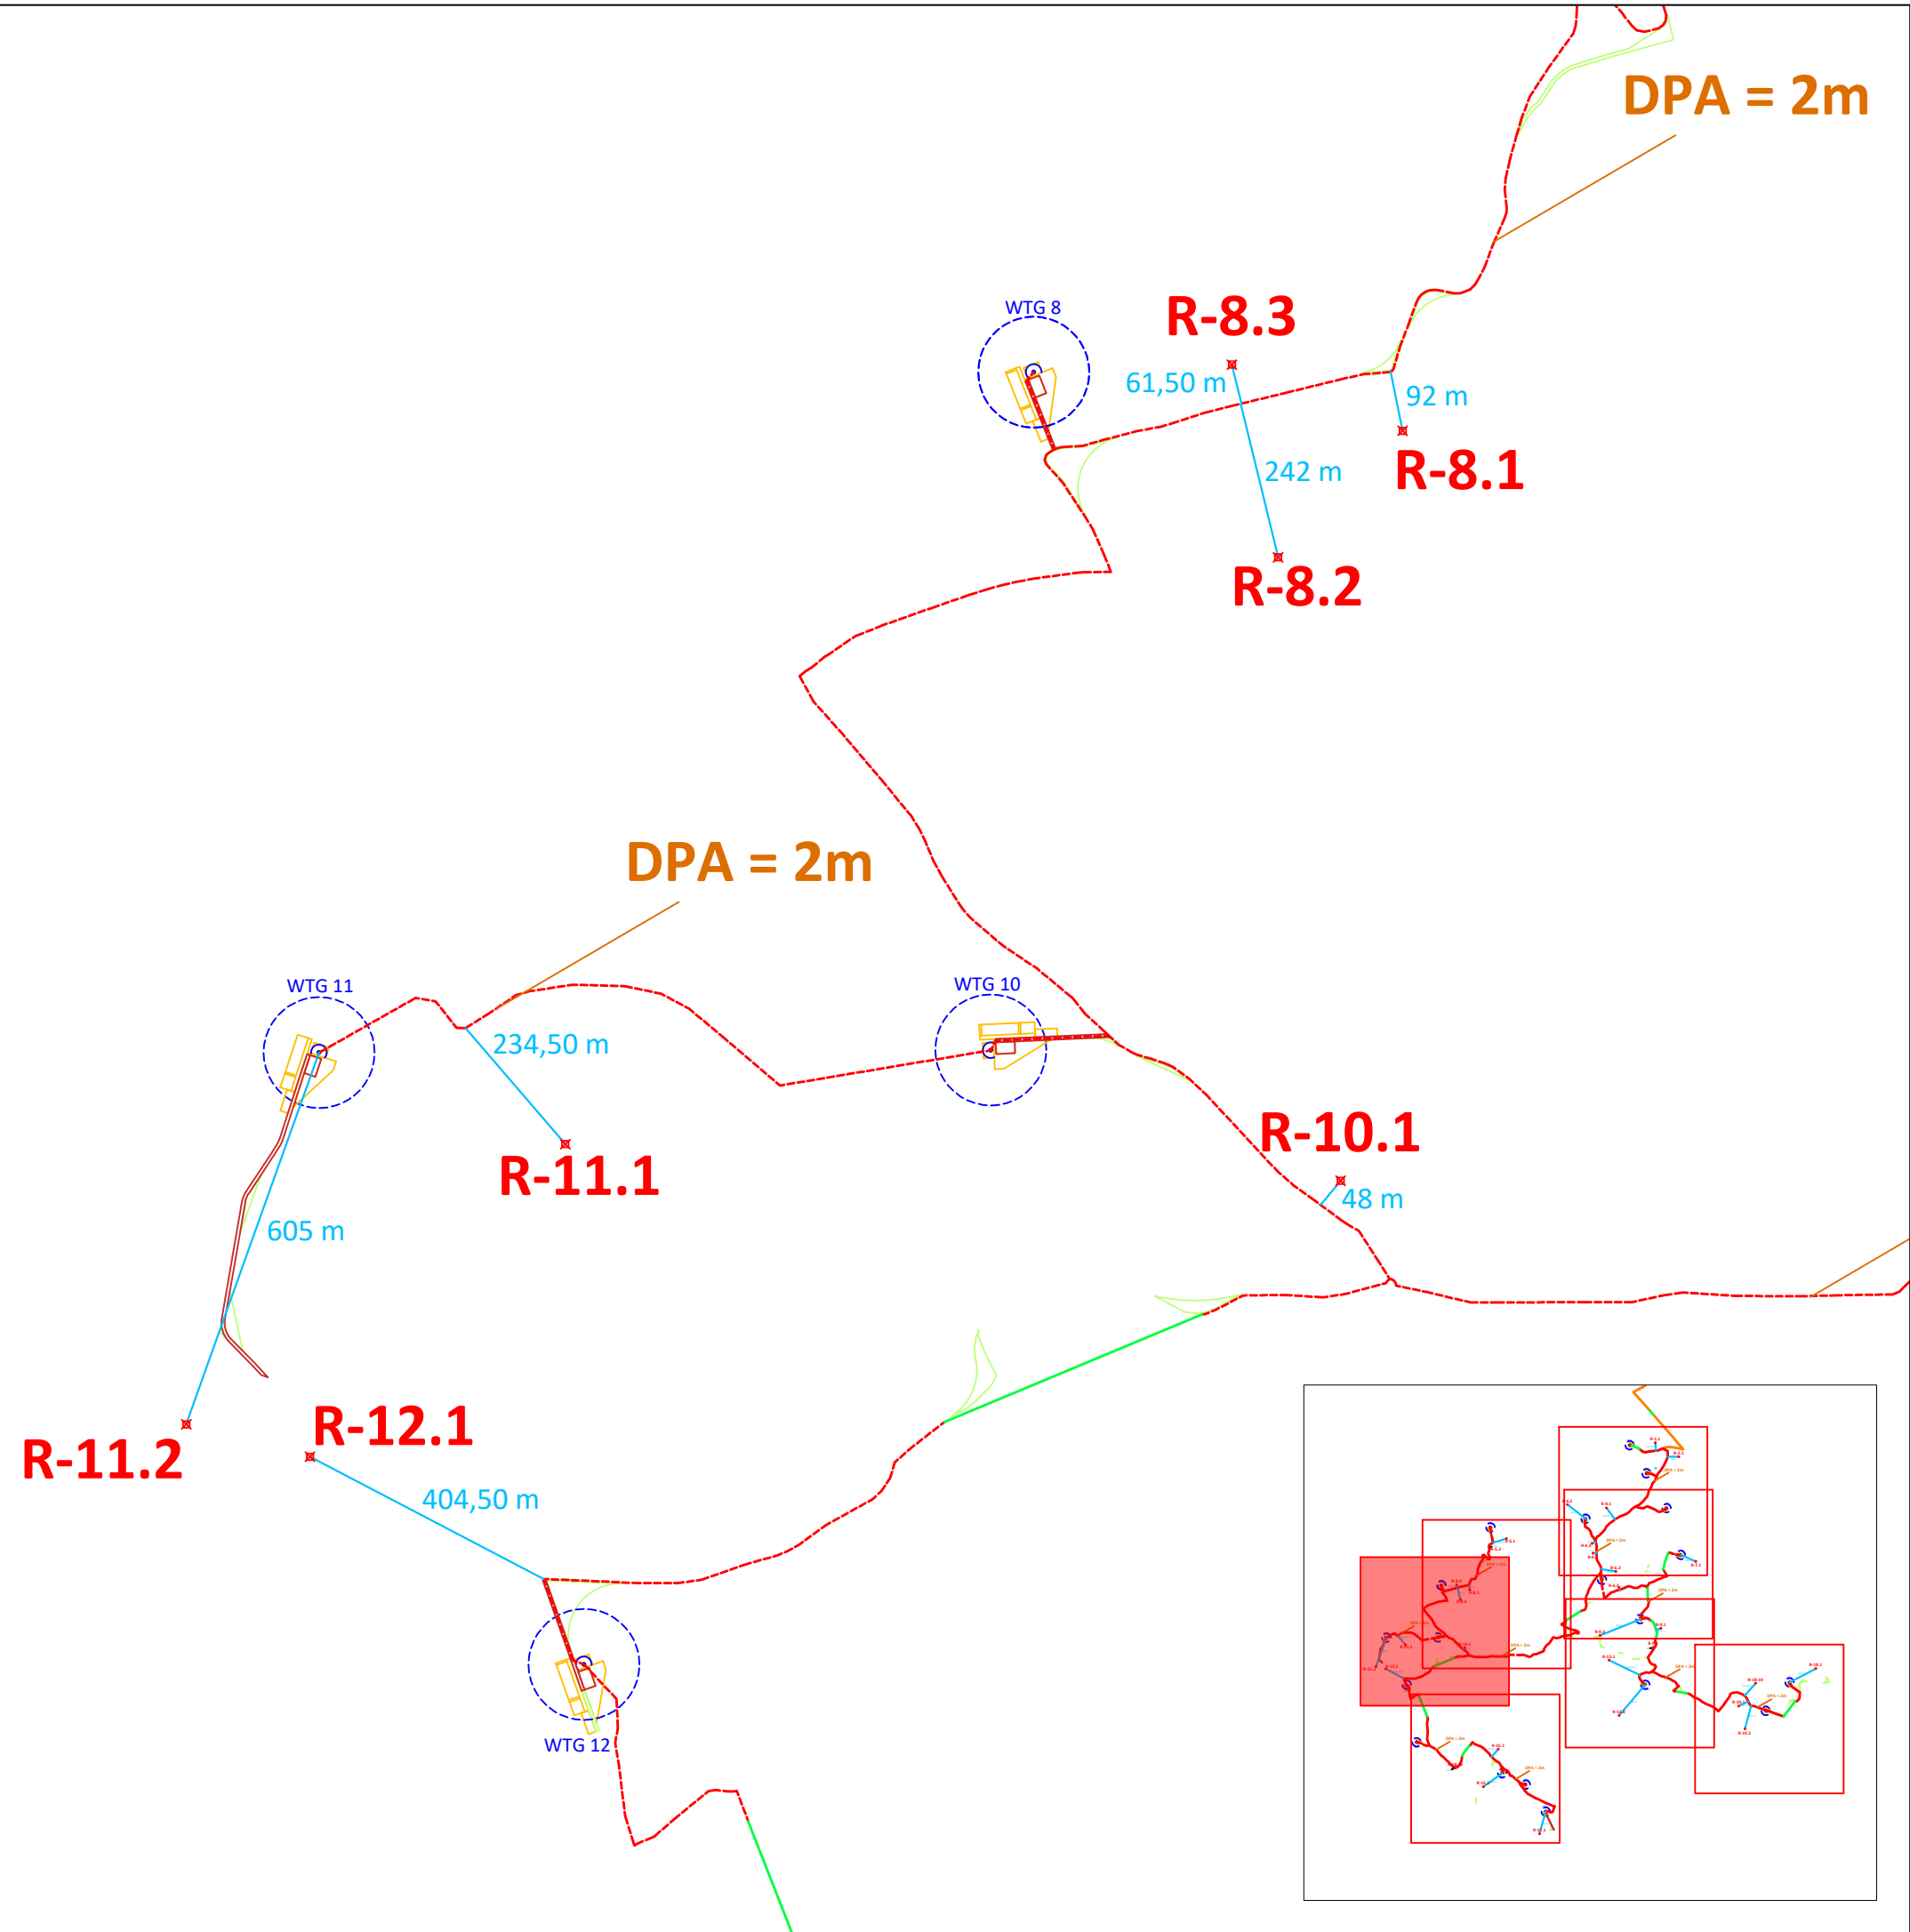 DPA = 2m
WTG 8
R-8.3
61,50 m
92 m
R-8.1
242 m
R-8.2
DPA = 2m
WTG 11
WTG 10
234,50 m
R-10.1
R-11.1
48 m
605 m
R-12.1
R-11.2
404,50 m
WTG 12